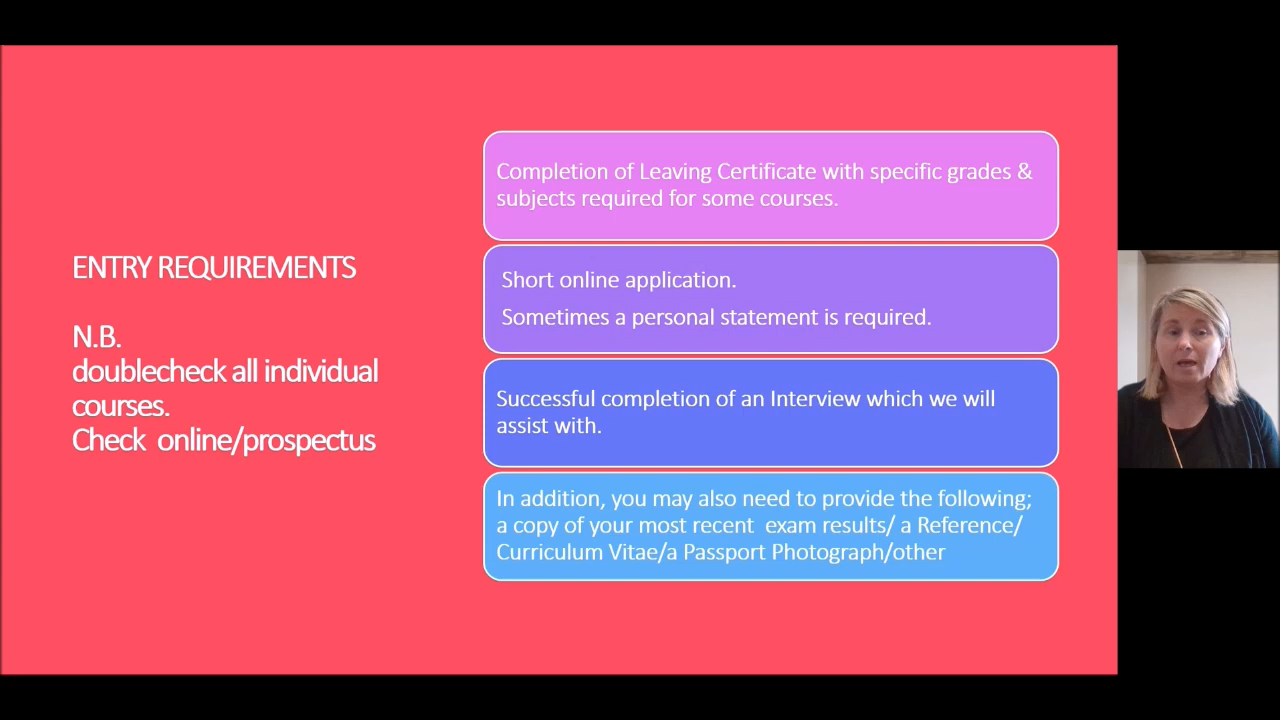 ENTRY REQUIREMENTS
N.B.
doublecheck all individual
courses.
Check  online/prospectus
Completion of Leaving Certificate with specific grades &
subjects required for some courses.
Short online application.
Sometimes a personal statement is required.
Successful completion of an Interview which we will
assist with.
In addition, you may also need to provide the following;
a copy of your most recent  exam results/ a Reference/
Curriculum Vitae/a Passport Photograph/other